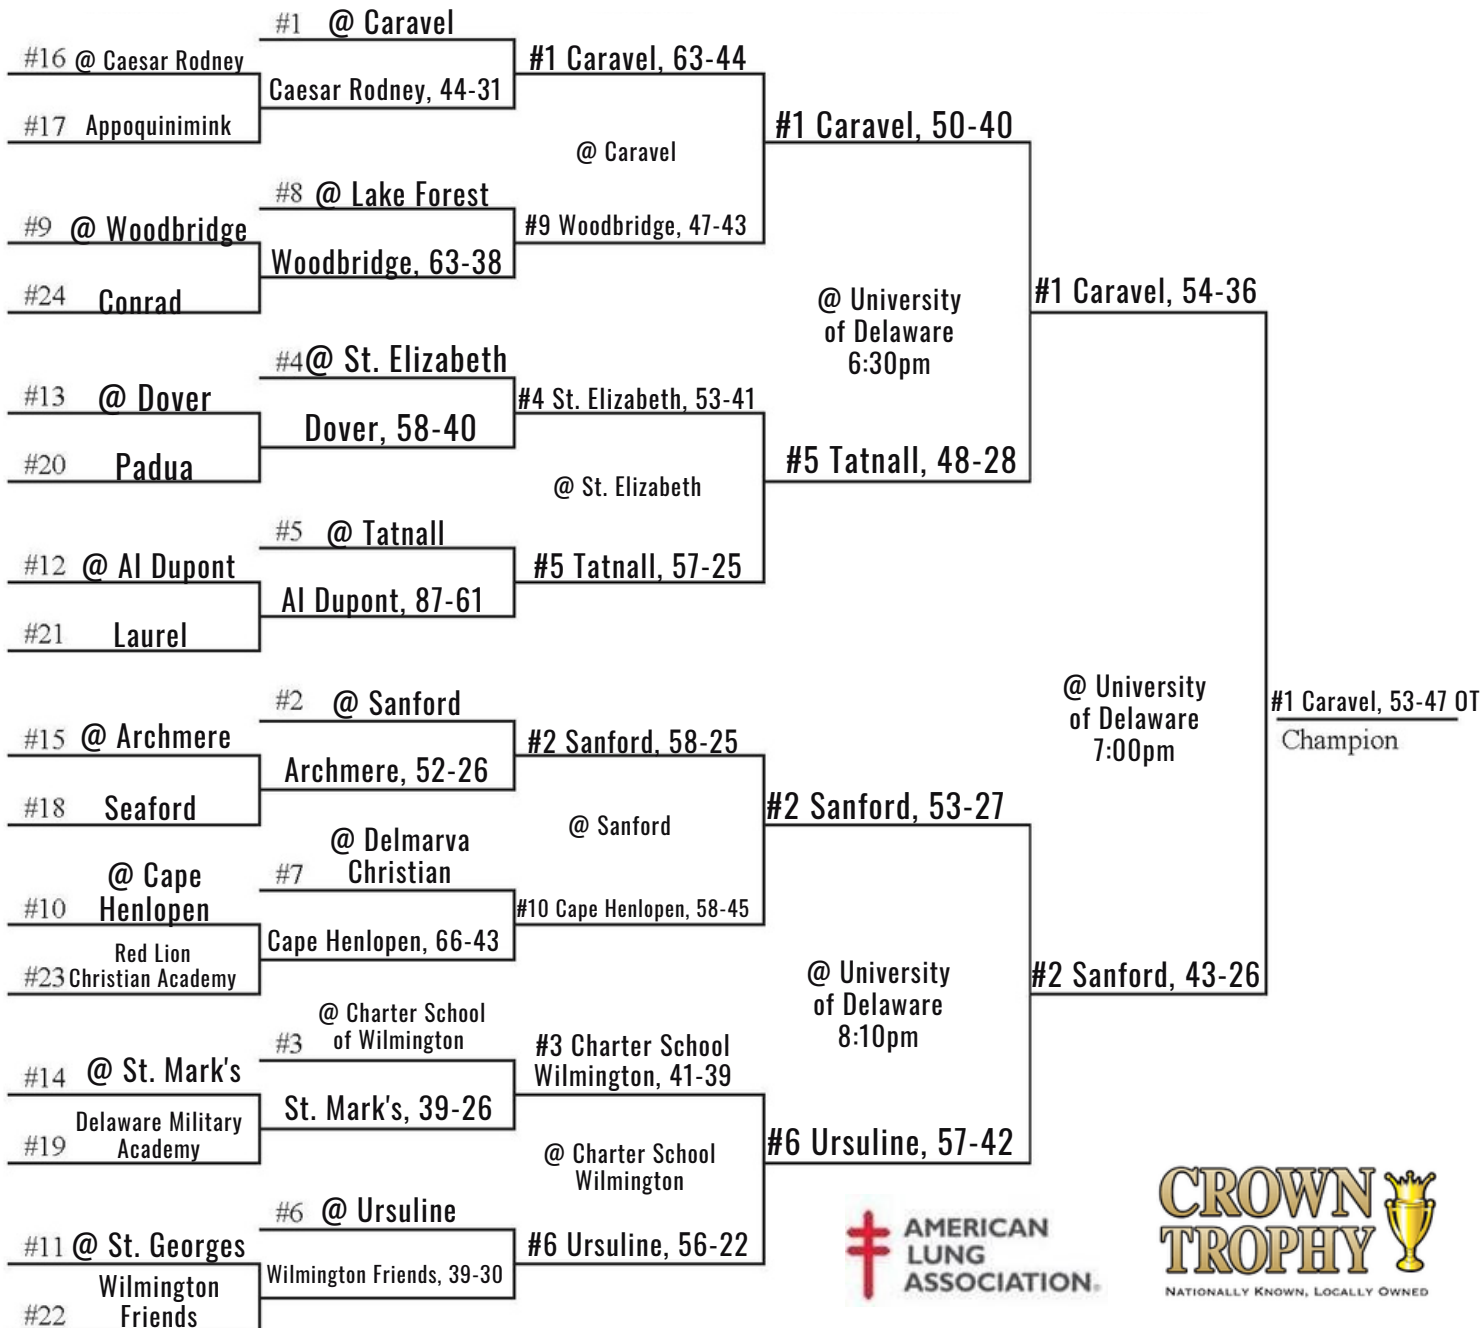 #1 @ Caravel
#16 @ Caesar Rodney
#1 Caravel, 63-44
Caesar Rodney, 44-31
#17 Appoquinimink
#1 Caravel, 50-40
@ Caravel
#8 @ Lake Forest
#9 @ Woodbridge
#9 Woodbridge, 47-43
Woodbridge, 63-38
#24 Conrad
@ University
of Delaware
6:30pm
#1 Caravel, 54-36
#4 @ St. Elizabeth
#13 @ Dover
#4 St. Elizabeth, 53-41
Dover, 58-40
#20 Padua
#5 Tatnall, 48-28
@ St. Elizabeth
#5 @ Tatnall
#12 @ AI Dupont
#5 Tatnall, 57-25
AI Dupont, 87-61
#21 Laurel
@ University
of Delaware
7:00pm
#1 Caravel, 53-47 OT
Champion
#2 @ Sanford
#15 @ Archmere
#2 Sanford, 58-25
Archmere, 52-26
#18 Seaford
#2 Sanford, 53-27
@ Sanford
@ Delmarva
#7 Christian
@ Cape
#10 Henlopen
#10 Cape Henlopen, 58-45
Cape Henlopen, 66-43
Red Lion
#23 Christian Academy
@ University
of Delaware
8:10pm
#2 Sanford, 43-26
@ Charter School
#3 of Wilmington
#14 @ St. Mark's
#3 Charter School
Wilmington, 41-39
St. Mark's, 39-26
Delaware Military
#19 Academy
#6 Ursuline, 57-42
@ Charter School
Wilmington
#6 @ Ursuline
#11 @ St. Georges
#6 Ursuline, 56-22
Wilmington Friends, 39-30
Wilmington
#22 Friends
AMERICAN
LUNG
ASSOCIATION®
CROWN
TROPHY
NATIONALLY KNOWN, LOCALLY OWNED